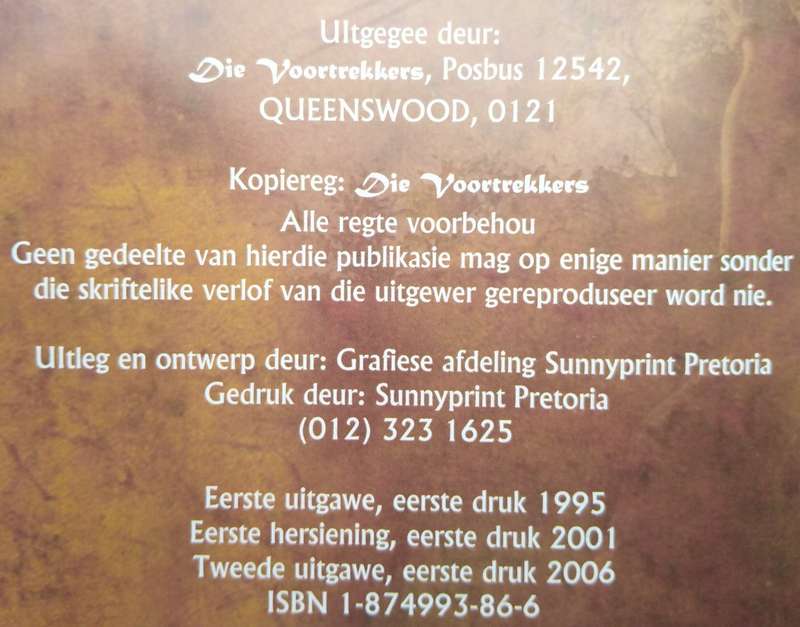 UItgegee deur:
Die Voortrekkers, Posbus 12542,
QUEENSWOOD, 0121
Kopiereg: Die Voortrekkers
Alle regte voorbehou
Geen gedeelte van hierdie publikasie mag op enige manier sonder
die skriftelike verlof van die uitgewer gereproduseer word nie.
UItleg en ontwerp deur: Grafiese afdeling Sunnyprint Pretoria
Gedruk deur: Sunnyprint Pretoria
(012) 323 1625
Eerste uitgawe, eerste druk 1995
Eerste hersiening, eerste druk 2001
Tweede uitgawe, eerste druk 2006
ISBN 1-874993-86-6